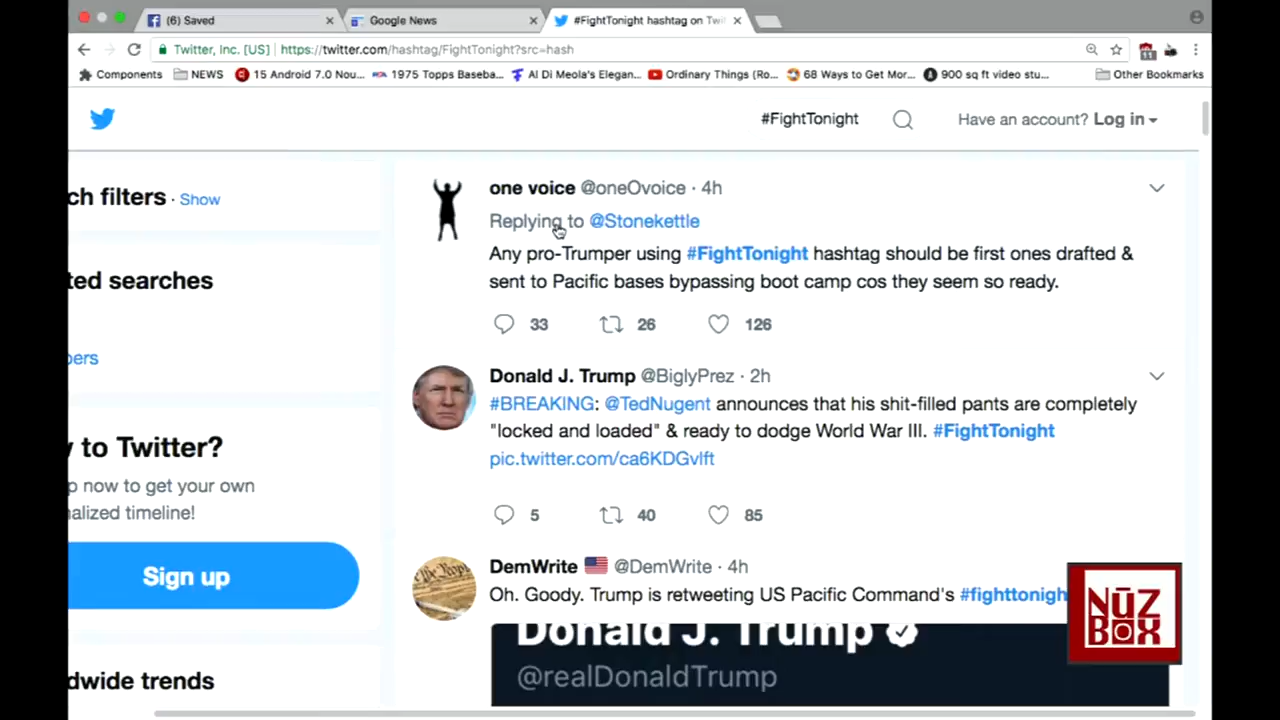 (6) Saved
Google News
#FightTonight hashtag on Twi
Twitter, Inc. [US] https://twitter.com/hashtag/FightTonight?src=hash
11
Components NEWS 15 Android 7.0 Nou... 1975 Topps Baseba... Al Di Meola's Elegan... Ordinary Things (Ro... 68 Ways to Get Mor... 900 sq ft video stu... Other Bookmarks
#FightTonight Have an account? Log in
ch filters · Show
ted searches
pers
y to Twitter?
p now to get your own
nalized timeline!
Sign up
dwide trends
one voice @oneOvoice · 4h
Replying to @Stonekettle
Any pro-Trumper using #FightTonight hashtag should be first ones drafted &
sent to Pacific bases bypassing boot camp cos they seem so ready.
33 26 126
Donald J. Trump @BiglyPrez · 2h
#BREAKING: @TedNugent announces that his shit-filled pants are completely
"locked and loaded" & ready to dodge World War III. #FightTonight
pic.twitter.com/ca6KDGvlft
5 40 85
We the People
DemWrite @DemWrite · 4h
Oh. Goody. Trump is retweeting US Pacific Command's #fighttonigh
Donald J. Trump
@realDonaldTrump
NŪZ
BOX